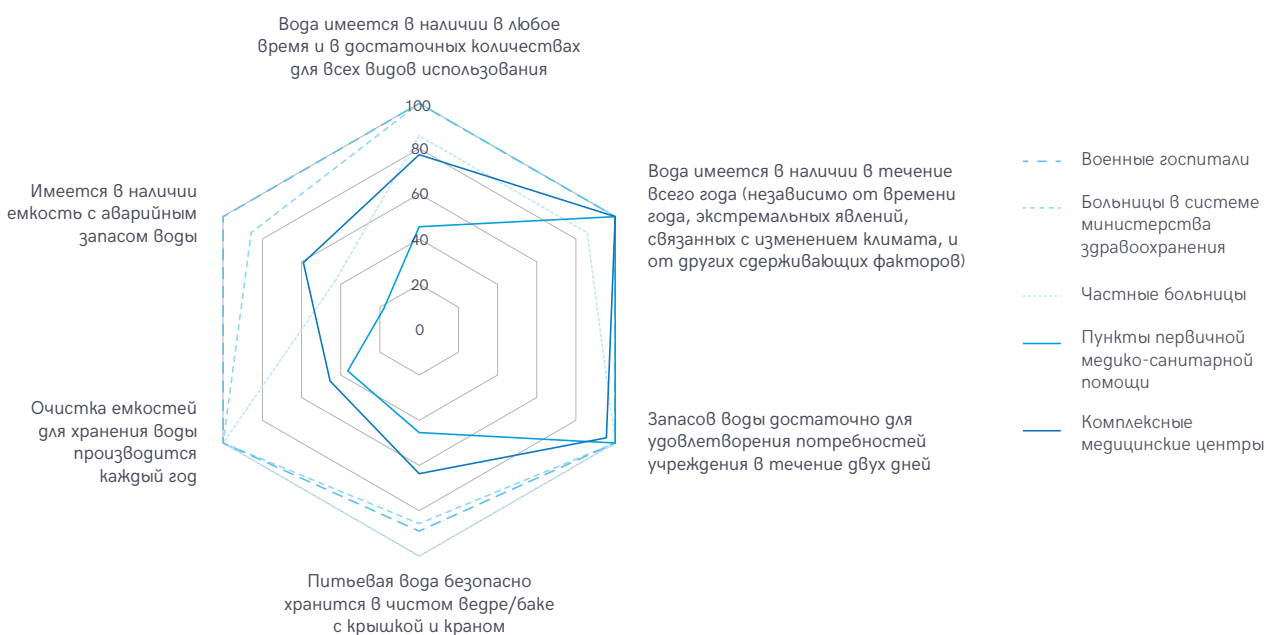 Вода имеется в наличии в любое
время и в достаточных количествах
для всех видов использования
100
80
60
40
20
0
Вода имеется в наличии в течение
всего года (независимо от времени
года, экстремальных явлений,
связанных с изменением климата, и
от других сдерживающих факторов)
Запасов воды достаточно для
удовлетворения потребностей
учреждения в течение двух дней
Питьевая вода безопасно
хранится в чистом ведре/баке
с крышкой и краном
Очистка емкостей
для хранения воды
производится
каждый год
Имеется в наличии
емкость с аварийным
запасом воды
Военные госпитали
Больницы в системе
министерства
здравоохранения
Частные больницы
Пункты первичной
медико-санитарной
помощи
Комплексные
медицинские центры